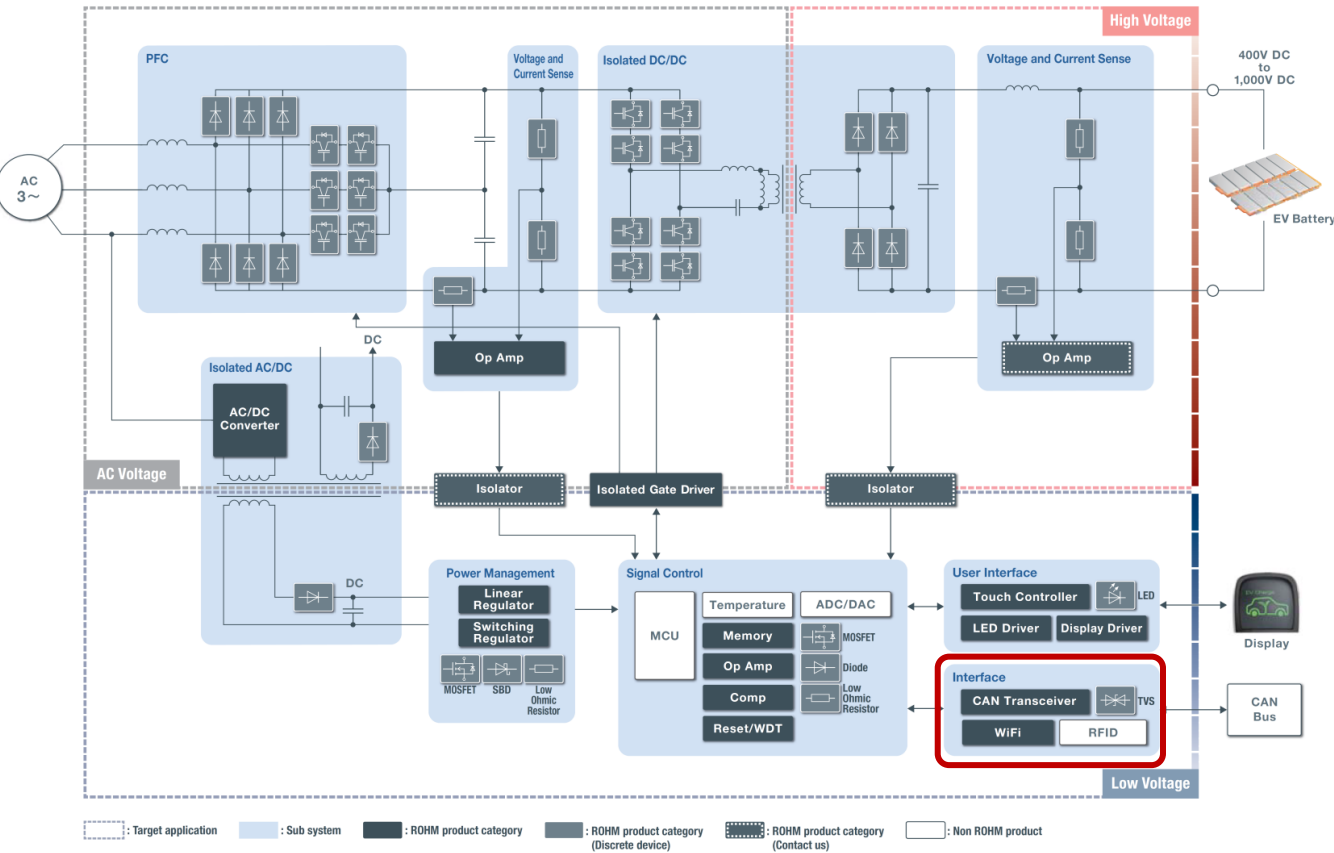 High Voltage
PFC
Voltage and
Current Sense
Isolated DC/DC
Voltage and Current Sense
400V DC
to
1,000V DC
AC
3～
EV Battery
Op Amp
Op Amp
DC
Isolated AC/DC
AC/DC
Converter
AC Voltage
Isolator
Isolated Gate Driver
Isolator
DC
Power Management
Linear
Regulator
Switching
Regulator
MOSFET
SBD
Low
Ohmic
Resistor
Signal Control
MCU
Temperature
ADC/DAC
Memory
MOSFET
Op Amp
Diode
Comp
Low
Ohmic
Resistor
Reset/WDT
User Interface
Touch Controller
LED
LED Driver
Display Driver
Display
Interface
CAN Transceiver
TVS
WiFi
RFID
CAN
Bus
Low Voltage
: Target application
: Sub system
: ROHM product category
: ROHM product category
(Discrete device)
: ROHM product category
(Contact us)
: Non ROHM product